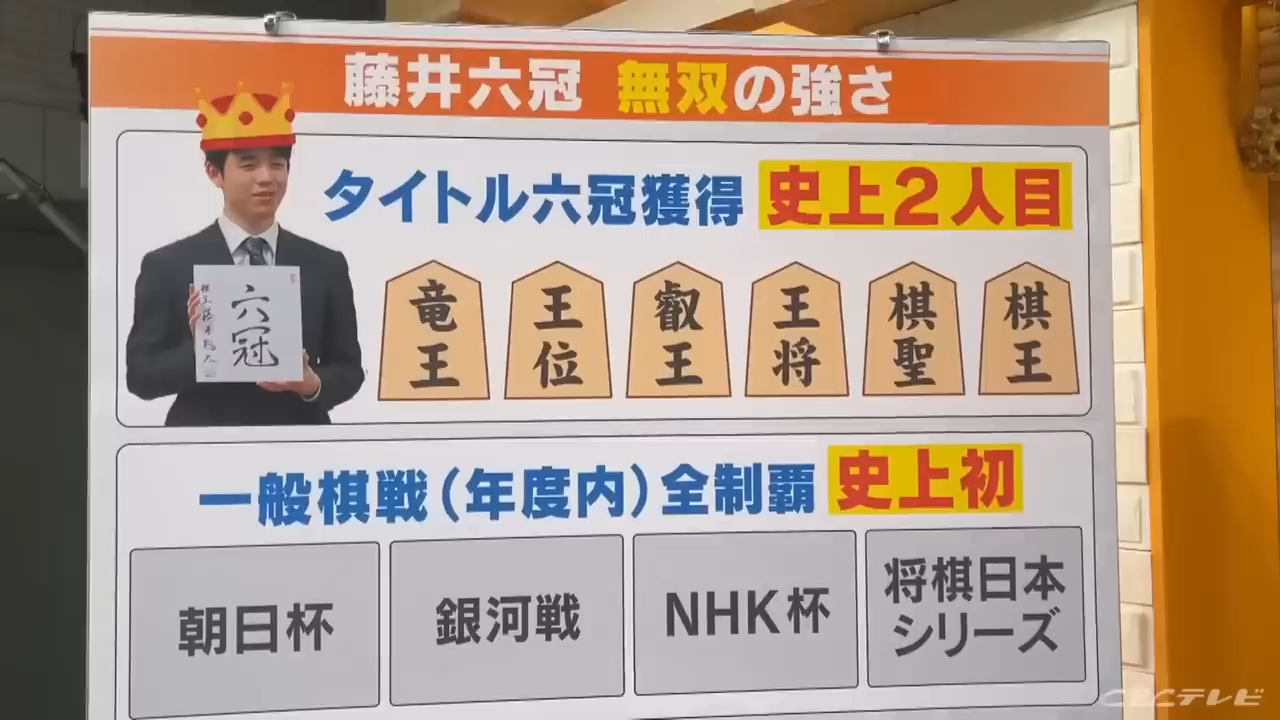 藤井六冠 無双の強さ
タイトル六冠獲得 史上2人目
六冠
竜王
王位
叡王
王将
棋聖
棋王
一般棋戦(年度内)全制覇 史上初
朝日杯
銀河戦
NHK杯
将棋日本
シリーズ
CBCテレビ